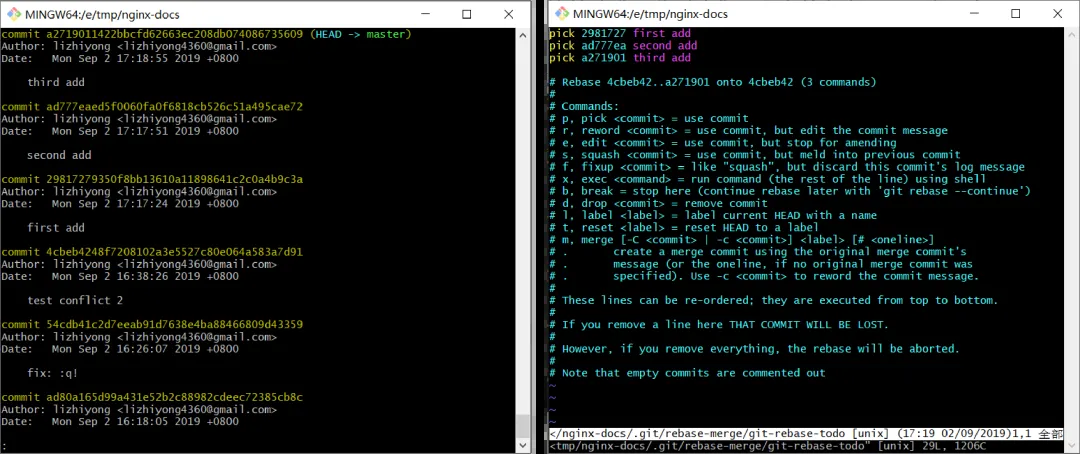 MINGW64:/e/tmp/nginx-docs
commit a2719011422bbcfd62663ec208db074086735609 (HEAD -> master)
Author: lizhiyong <lizhiyong4360@gmail.com>
Date:   Mon Sep 2 17:18:55 2019 +0800
third add
commit ad777eaed5f0060fa0f6818cb526c51a495cae72
Author: lizhiyong <lizhiyong4360@gmail.com>
Date:   Mon Sep 2 17:17:51 2019 +0800
second add
commit 29817279350f8bb13610a11898641c2c0a4b9c3a
Author: lizhiyong <lizhiyong4360@gmail.com>
Date:   Mon Sep 2 17:17:24 2019 +0800
first add
commit 4cbeb4248f7208102a3e5527c80e064a583a7d91
Author: lizhiyong <lizhiyong4360@gmail.com>
Date:   Mon Sep 2 16:38:26 2019 +0800
test conflict 2
commit 54cdb41c2d7eeab91d7638e4ba88466809d43359
Author: lizhiyong <lizhiyong4360@gmail.com>
Date:   Mon Sep 2 16:26:07 2019 +0800
fix: :q!
commit ad80a165d99a431e52b2c88982cdeec72385cb8c
Author: lizhiyong <lizhiyong4360@gmail.com>
Date:   Mon Sep 2 16:18:05 2019 +0800
:
MINGW64:/e/tmp/nginx-docs
pick 2981727 first add
pick ad777ea second add
pick a271901 third add
# Rebase 4cbeb42..a271901 onto 4cbeb42 (3 commands)
#
# Commands:
# p, pick <commit> = use commit
# r, reword <commit> = use commit, but edit the commit message
# e, edit <commit> = use commit, but stop for amending
# s, squash <commit> = use commit, but meld into previous commit
# f, fixup <commit> = like "squash", but discard this commit's log message
# x, exec <command> = run command (the rest of the line) using shell
# b, break = stop here (continue rebase later with 'git rebase --continue')
# d, drop <commit> = remove commit
# l, label <label> = label current HEAD with a name
# t, reset <label> = reset HEAD to a label
# m, merge [-C <commit> | -c <commit>] <label> [# <oneline>]
# .       create a merge commit using the original merge commit's
# .       message (or the oneline, if no original merge commit was
# .       specified). Use -c <commit> to reword the commit message.
#
# These lines can be re-ordered; they are executed from top to bottom.
#
# If you remove a line here THAT COMMIT WILL BE LOST.
#
# However, if you remove everything, the rebase will be aborted.
#
# Note that empty commits are commented out
~
~
~
~
</nginx-docs/.git/rebase-merge/git-rebase-todo [unix] (17:19 02/09/2019)1,1 全部
<tmp/nginx-docs/.git/rebase-merge/git-rebase-todo" [unix] 29L, 1206C